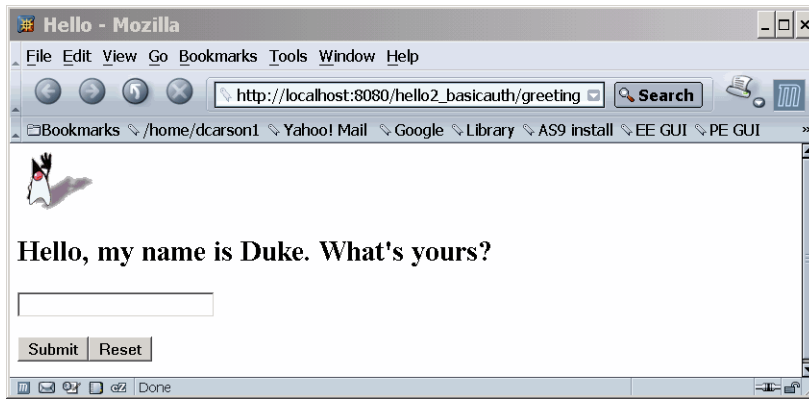 Hello - Mozilla
File Edit View Go Bookmarks Tools Window Help
http://localhost:8080/hello2_basicauth/greeting Search
Bookmarks /home/dcarson1 Yahoo! Mail Google Library AS9 install EE GUI PE GUI »
Hello, my name is Duke. What's yours?
Submit Reset
Done